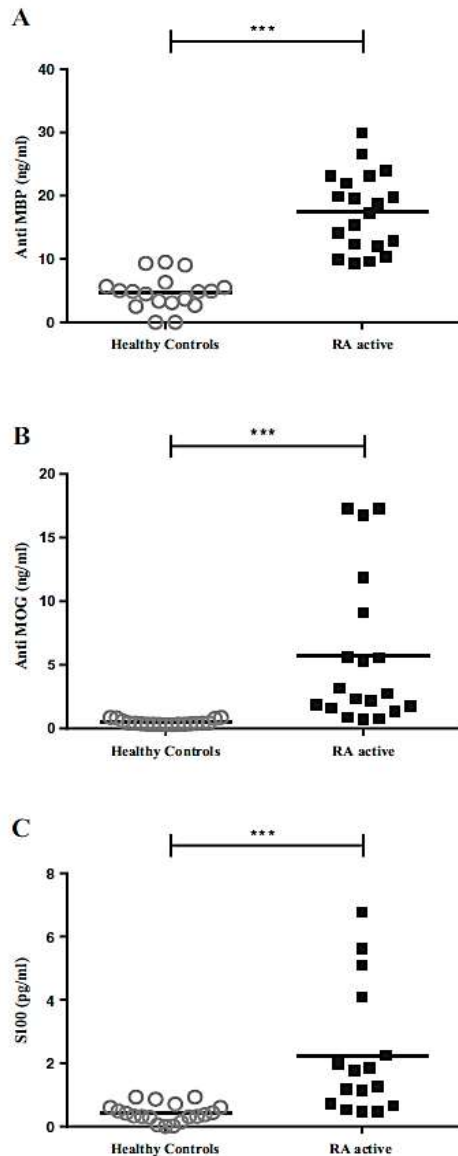 A
***
40
30
20
10
0
Anti MBP (ng/ml)
Healthy Controls RA active
B
***
20
15
10
5
0
Anti MOG (ng/ml)
Healthy Controls RA active
C
***
8
6
4
2
0
S100 (pg/ml)
Healthy Controls RA active